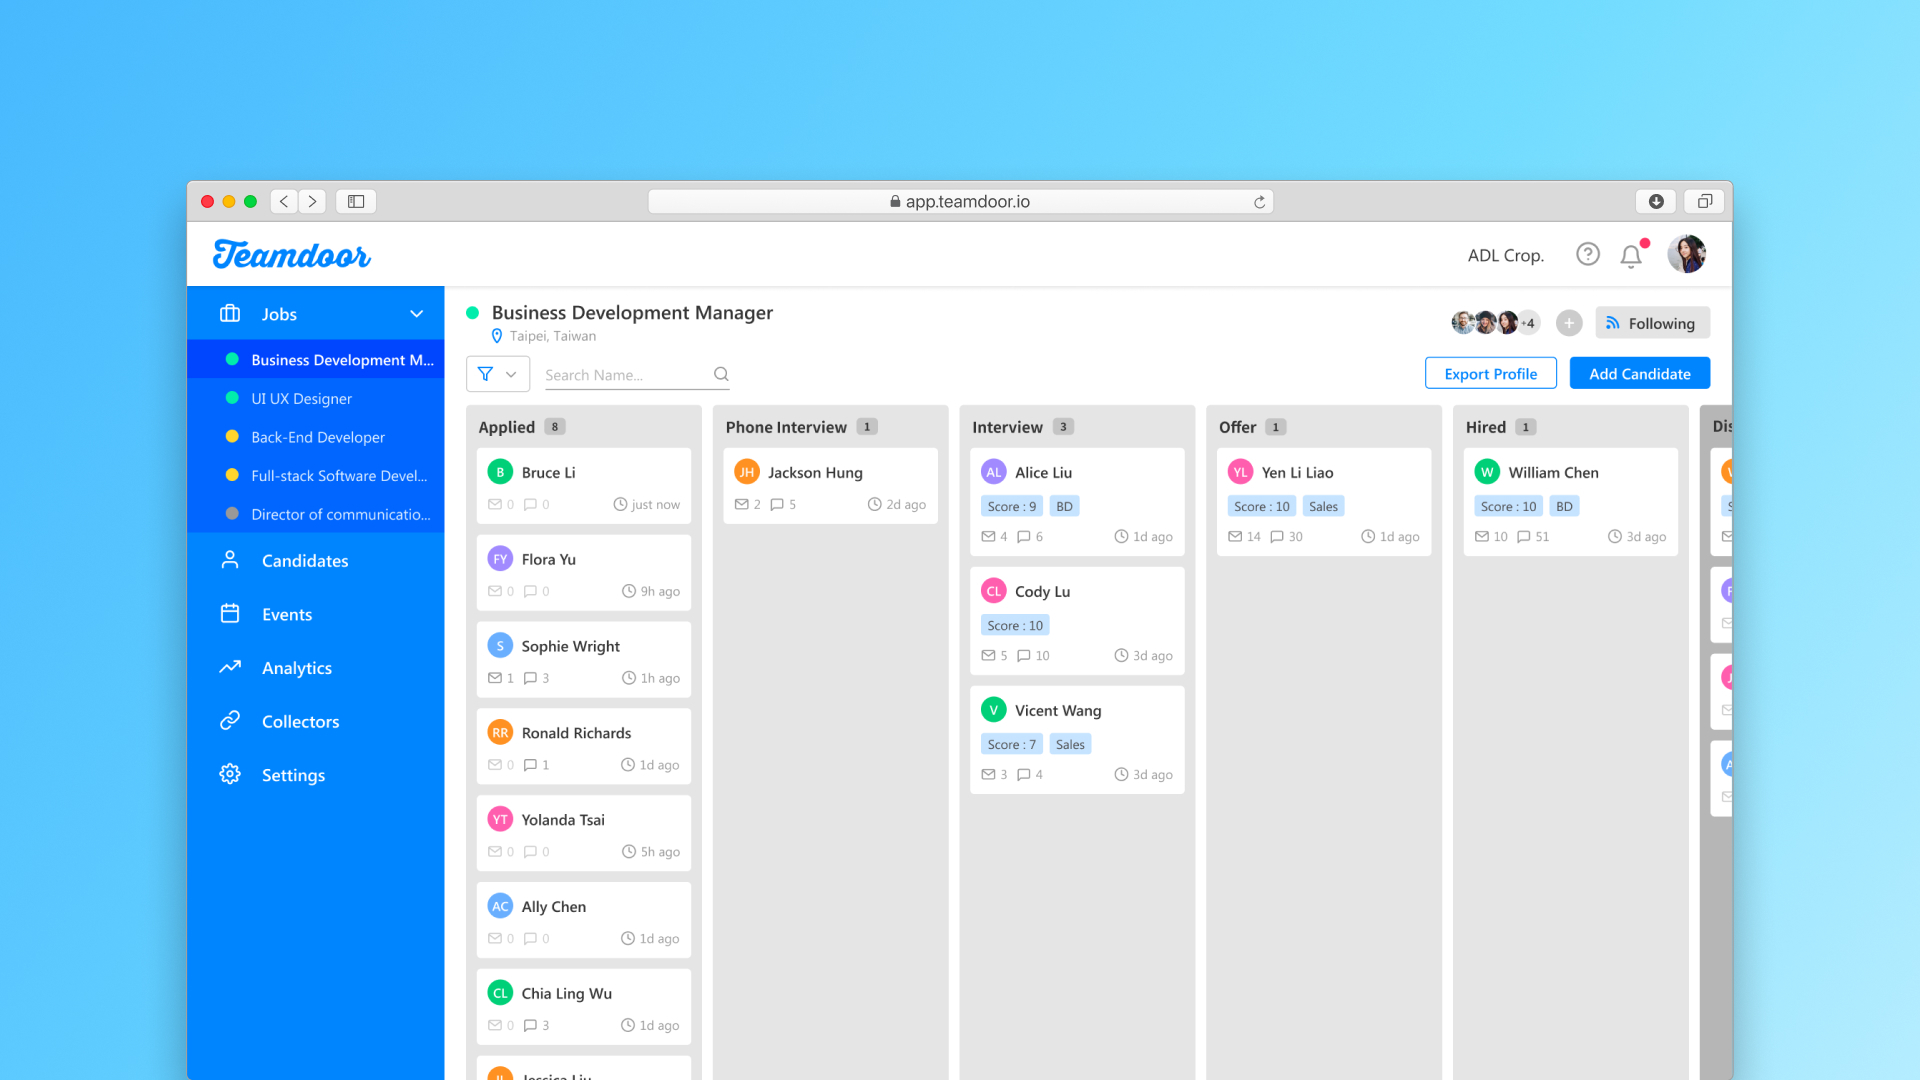 app.teamdoor.io
Teamdoor
ADL Crop.
Jobs
Business Development M...
UI UX Designer
Back-End Developer
Full-stack Software Devel...
Director of communicatio...
Candidates
Events
Analytics
Collectors
Settings
Business Development Manager
Taipei, Taiwan
+4
Following
Search Name...
Export Profile
Add Candidate
Applied 8
B Bruce Li
0 0 just now
FY Flora Yu
0 0 9h ago
S Sophie Wright
1 3 1h ago
RR Ronald Richards
0 1 1d ago
YT Yolanda Tsai
0 0 5h ago
AC Ally Chen
0 0 1d ago
CL Chia Ling Wu
0 3 1d ago
Phone Interview 1
JH Jackson Hung
2 5 2d ago
Interview 3
AL Alice Liu
Score : 9 BD
4 6 1d ago
CL Cody Lu
Score : 10
5 10 3d ago
V Vicent Wang
Score : 7 Sales
3 4 3d ago
Offer 1
YL Yen Li Liao
Score : 10 Sales
14 30 1d ago
Hired 1
W William Chen
Score : 10 BD
10 51 3d ago
Dis